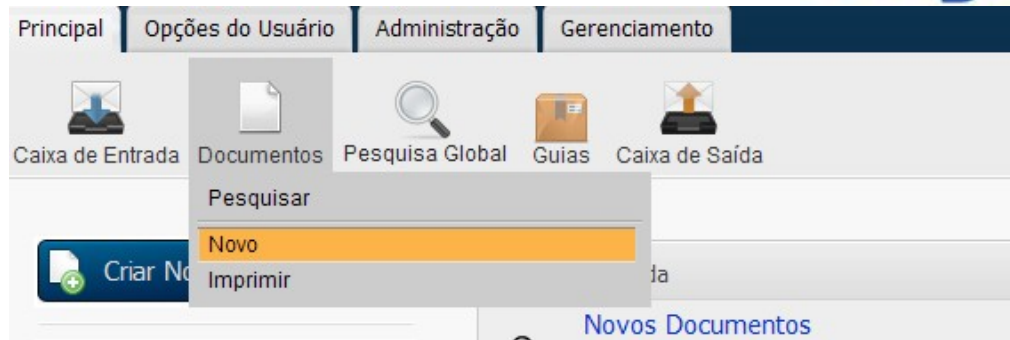 Principal Opções do Usuário Administração Gerenciamento
Caixa de Entrada Documentos Pesquisa Global Guias Caixa de Saída
Pesquisar
Novo
Criar
Imprimir
Novos Documentos